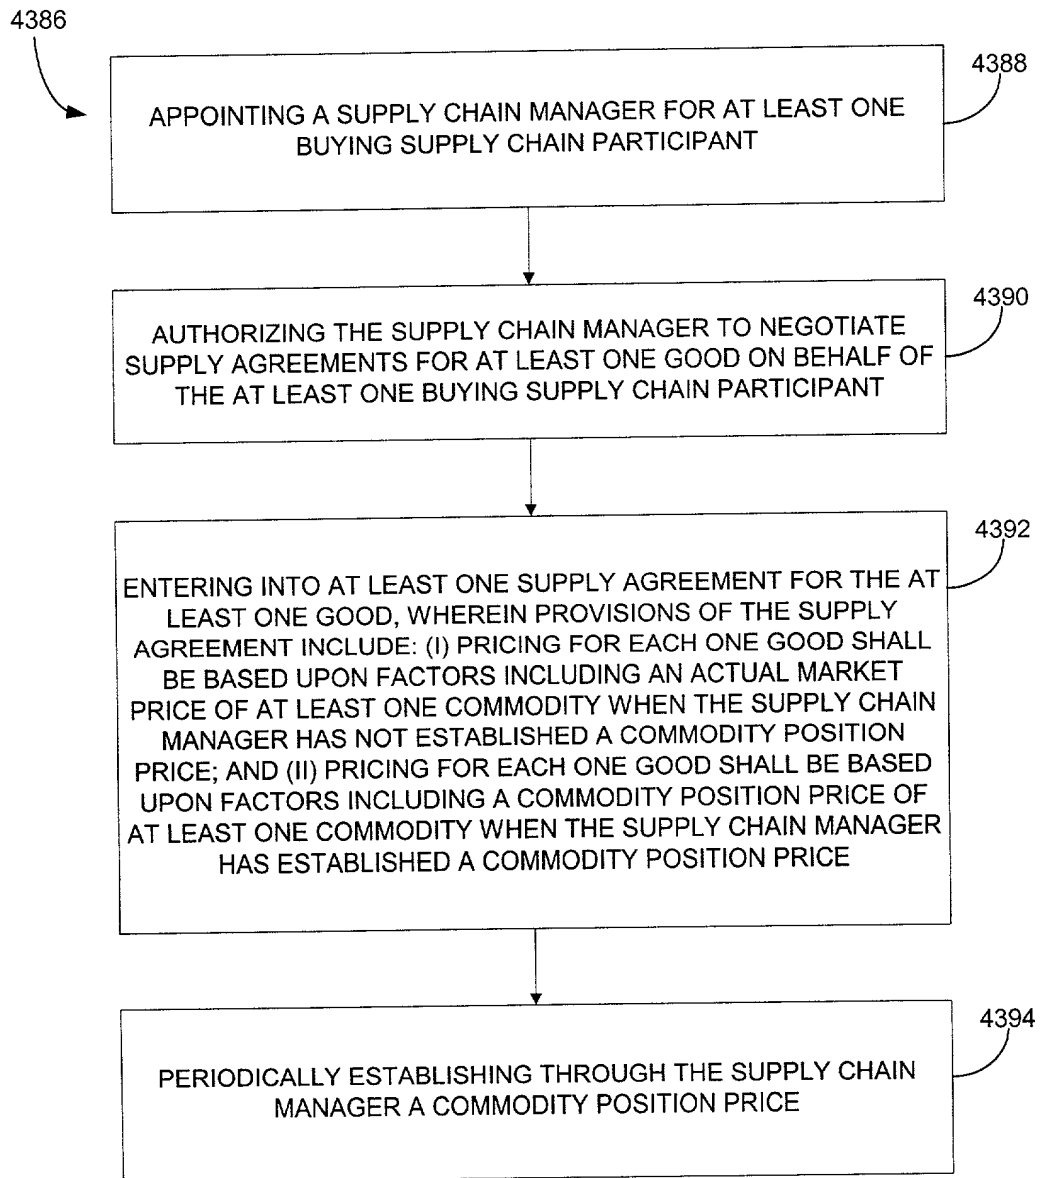 4386
4388
APPOINTING A SUPPLY CHAIN MANAGER FOR AT LEAST ONE
BUYING SUPPLY CHAIN PARTICIPANT
4390
AUTHORIZING THE SUPPLY CHAIN MANAGER TO NEGOTIATE
SUPPLY AGREEMENTS FOR AT LEAST ONE GOOD ON BEHALF OF
THE AT LEAST ONE BUYING SUPPLY CHAIN PARTICIPANT
4392
ENTERING INTO AT LEAST ONE SUPPLY AGREEMENT FOR THE AT
LEAST ONE GOOD, WHEREIN PROVISIONS OF THE SUPPLY
AGREEMENT INCLUDE: (I) PRICING FOR EACH ONE GOOD SHALL
BE BASED UPON FACTORS INCLUDING AN ACTUAL MARKET
PRICE OF AT LEAST ONE COMMODITY WHEN THE SUPPLY CHAIN
MANAGER HAS NOT ESTABLISHED A COMMODITY POSITION
PRICE; AND (II) PRICING FOR EACH ONE GOOD SHALL BE BASED
UPON FACTORS INCLUDING A COMMODITY POSITION PRICE OF
AT LEAST ONE COMMODITY WHEN THE SUPPLY CHAIN MANAGER
HAS ESTABLISHED A COMMODITY POSITION PRICE
4394
PERIODICALLY ESTABLISHING THROUGH THE SUPPLY CHAIN
MANAGER A COMMODITY POSITION PRICE